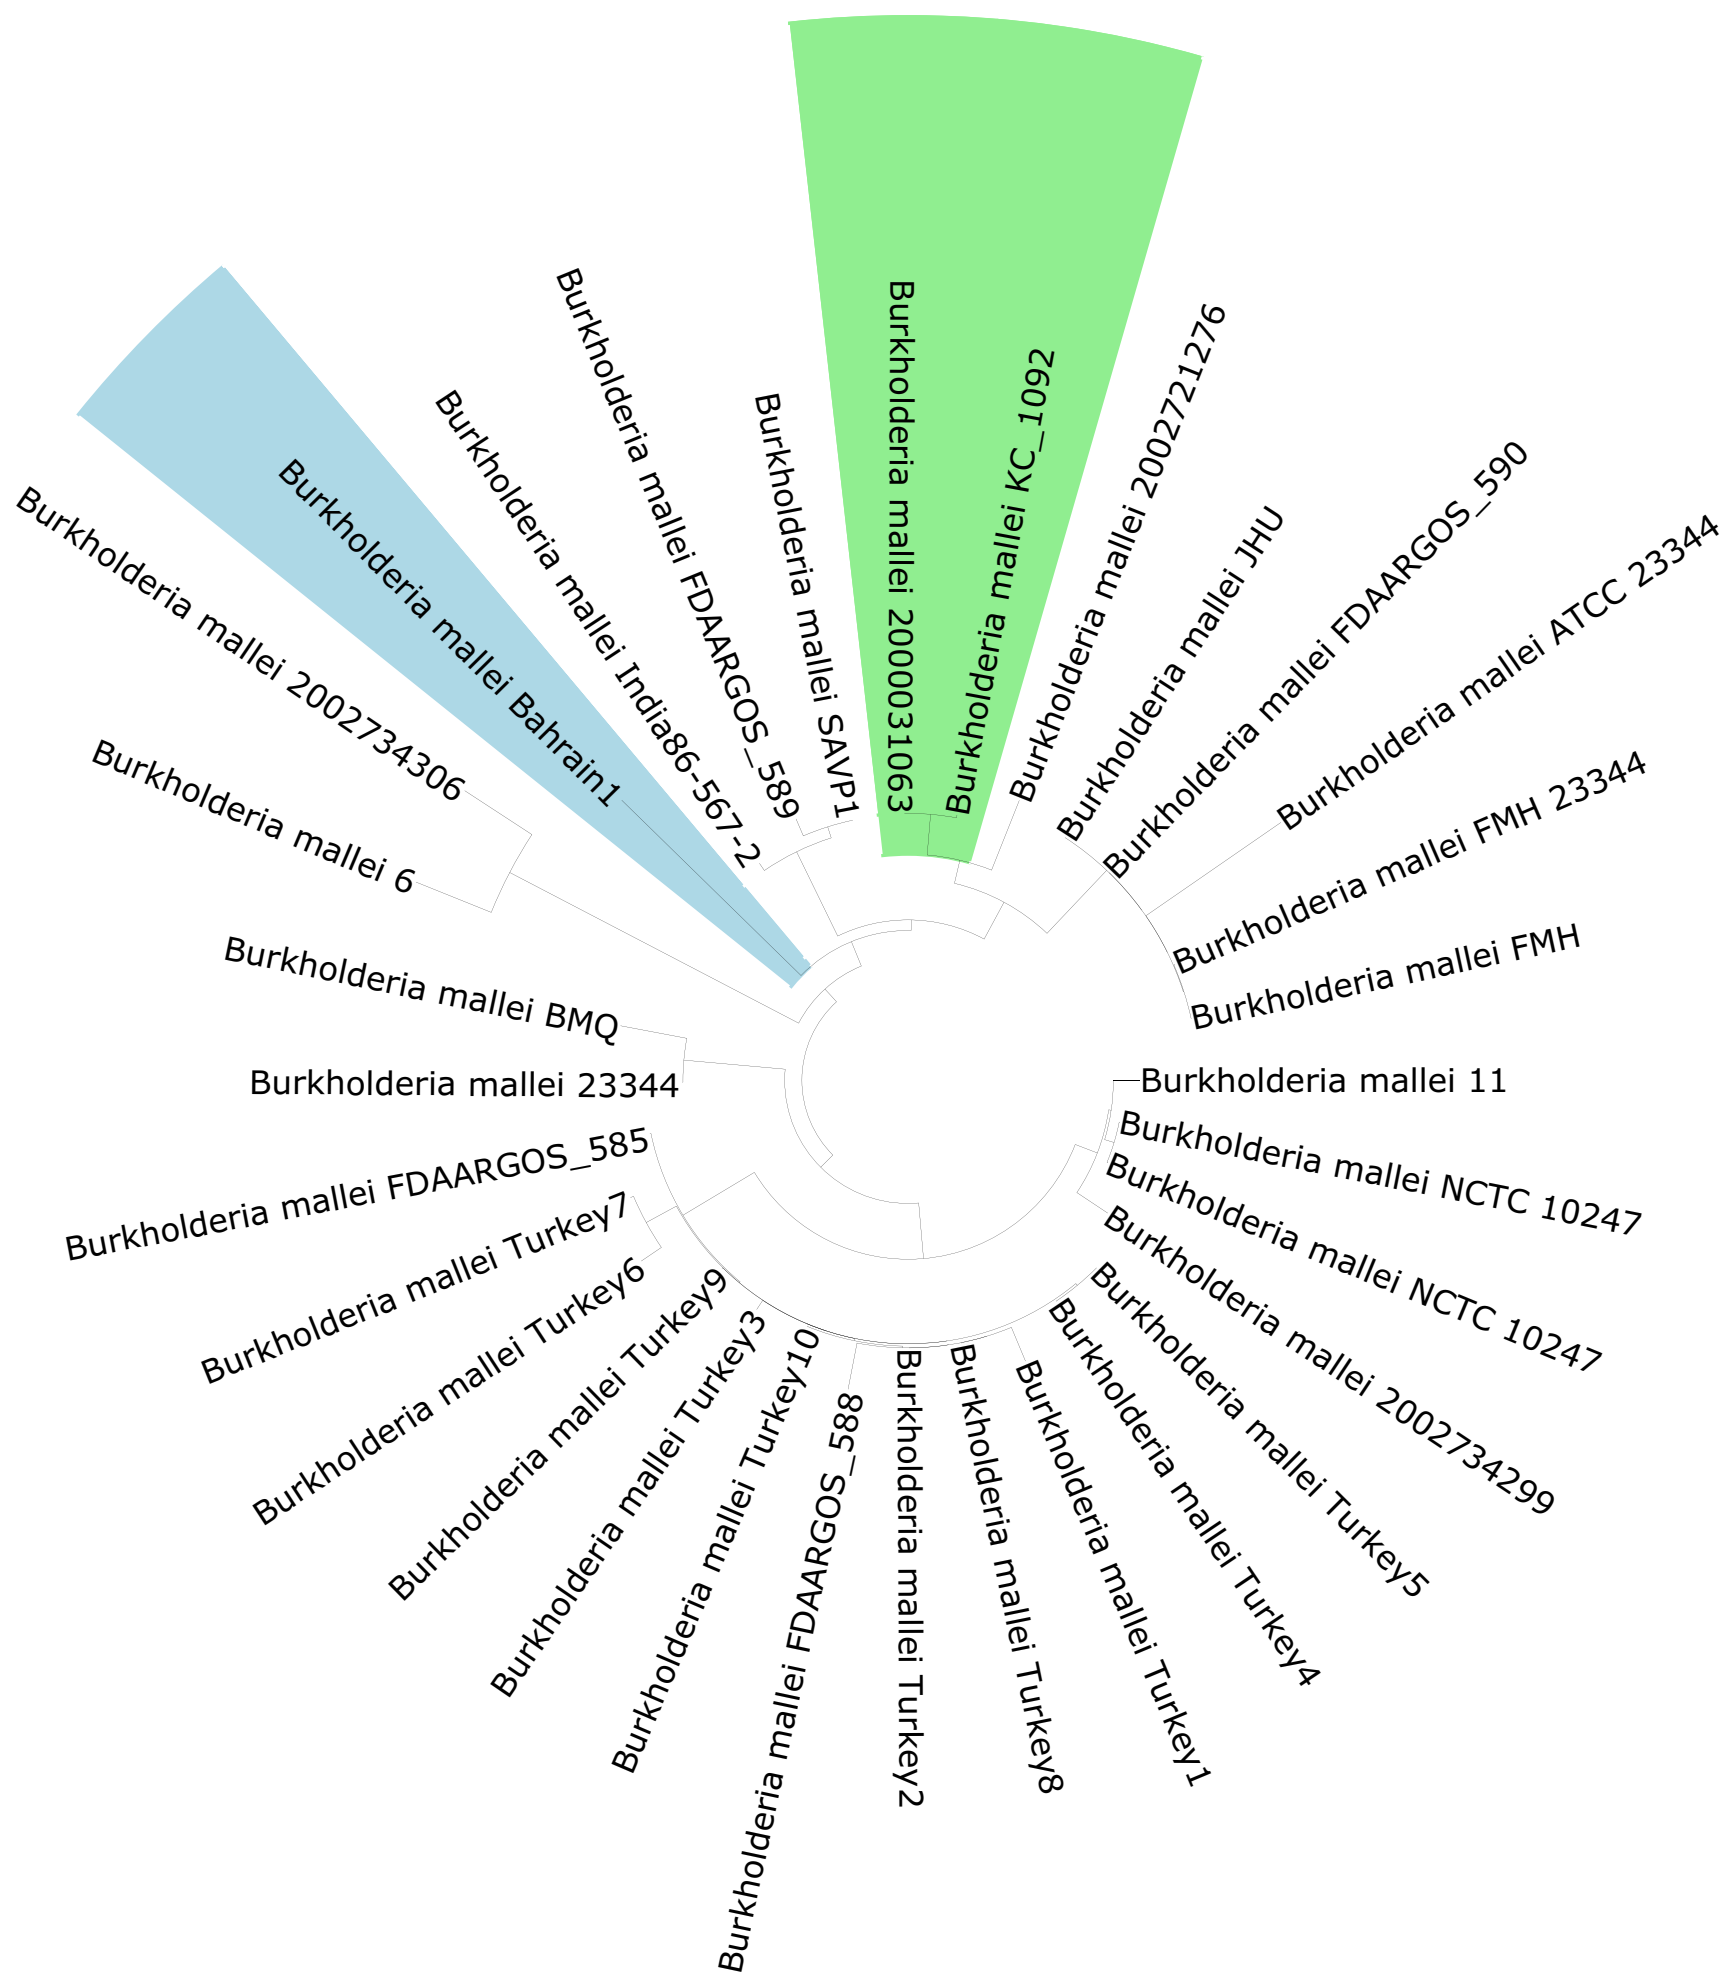 Burkholderia mallei 2000031063
Burkholderia mallei KC_1092
Burkholderia mallei 2002721276
Burkholderia mallei JHU
Burkholderia mallei FDAARGOS_590
Burkholderia mallei ATCC 23344
Burkholderia mallei FMH 23344
Burkholderia mallei FMH
Burkholderia mallei 11
Burkholderia mallei NCTC 10247
Burkholderia mallei NCTC 10247
Burkholderia mallei 2002734299
Burkholderia mallei Turkey5
Burkholderia mallei Turkey4
Burkholderia mallei Turkey1
Burkholderia mallei Turkey8
Burkholderia mallei Turkey2
Burkholderia mallei FDAARGOS_588
Burkholderia mallei Turkey10
Burkholderia mallei Turkey3
Burkholderia mallei Turkey9
Burkholderia mallei Turkey6
Burkholderia mallei Turkey7
Burkholderia mallei FDAARGOS_585
Burkholderia mallei 23344
Burkholderia mallei BMQ
Burkholderia mallei 6
Burkholderia mallei 2002734306
Burkholderia mallei Bahrain1
Burkholderia mallei India86-567-2
Burkholderia mallei FDAARGOS_589
Burkholderia mallei SAVP1